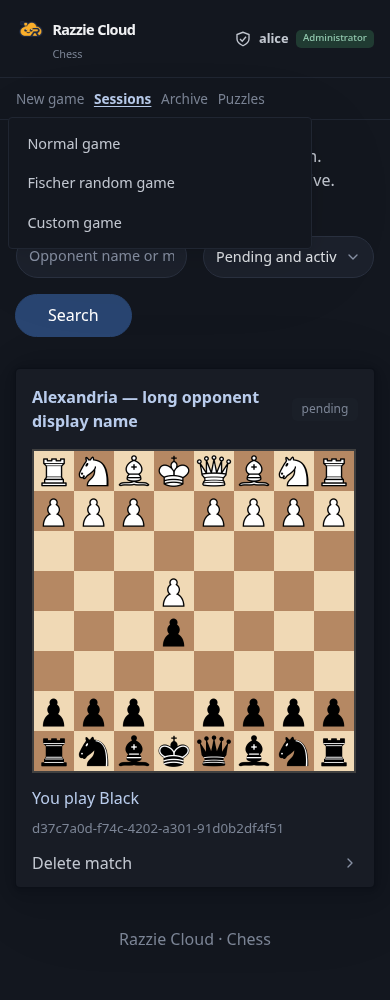 Razzie Cloud
Chess
alice
Administrator
New game Sessions Archive Puzzles
Normal game
Fischer random game
Custom game
n.
ve.
Opponent name or m
Pending and activ
Search
Alexandria — long opponent
display name
pending
You play Black
d37c7a0d-f74c-4202-a301-91d0b2df4f51
Delete match
Razzie Cloud · Chess